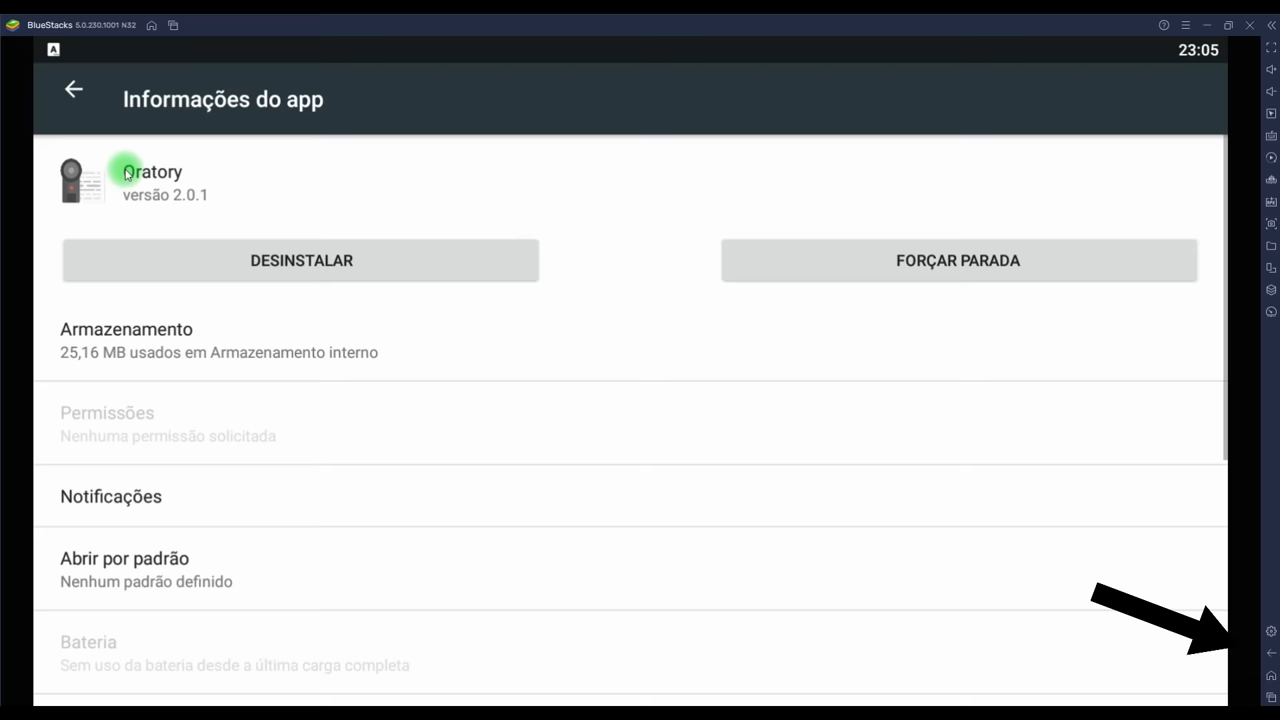 BlueStacks 5.0.230.1001 N32
A
23:05
Informações do app
Oratory
versão 2.0.1
DESINSTALAR
FORÇAR PARADA
Armazenamento
25,16 MB usados em Armazenamento interno
Permissões
Nenhuma permissão solicitada
Notificações
Abrir por padrão
Nenhum padrão definido
Bateria
Sem uso da bateria desde a última carga completa